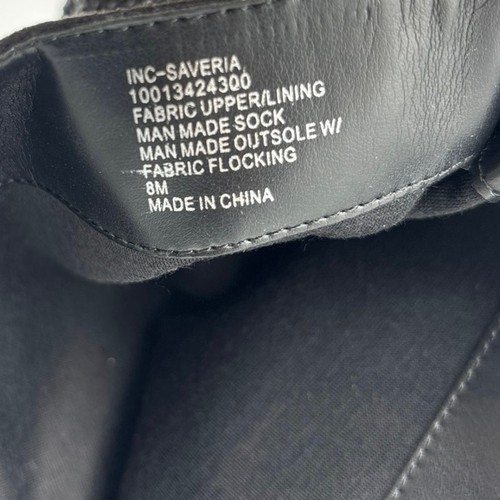 INC-SAVERIA
10013424300
FABRIC UPPER/LINING
MAN MADE SOCK
MAN MADE OUTSOLE W/
FABRIC FLOCKING
8M
MADE IN CHINA